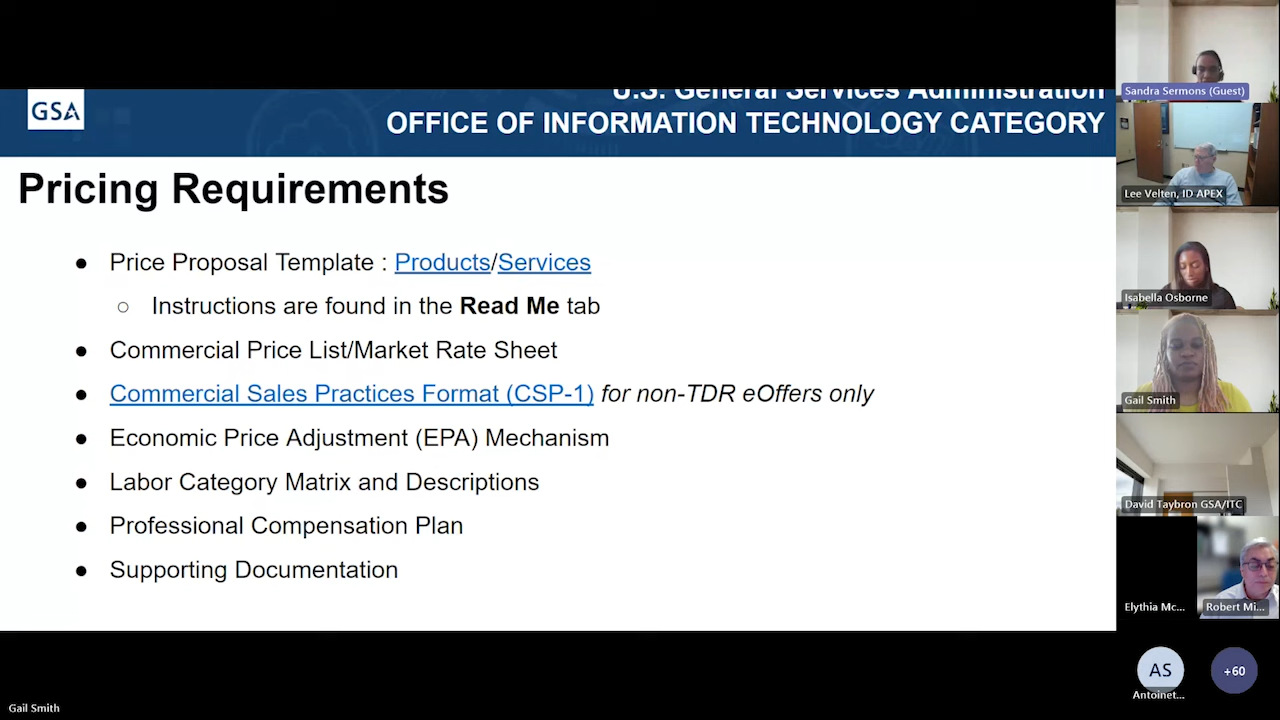 GSA
U.S. General Services Administration
OFFICE OF INFORMATION TECHNOLOGY CATEGORY
Pricing Requirements
● Price Proposal Template : Products/Services
○ Instructions are found in the Read Me tab
● Commercial Price List/Market Rate Sheet
● Commercial Sales Practices Format (CSP-1) for non-TDR eOffers only
● Economic Price Adjustment (EPA) Mechanism
● Labor Category Matrix and Descriptions
● Professional Compensation Plan
● Supporting Documentation
Sandra Sermons (Guest)
Lee Velten, ID APEX
Isabella Osborne
Gail Smith
David Taybron GSA/ITC
Elythia Mc...
Robert Mi...
AS
+60
Antoinet...
Gail Smith